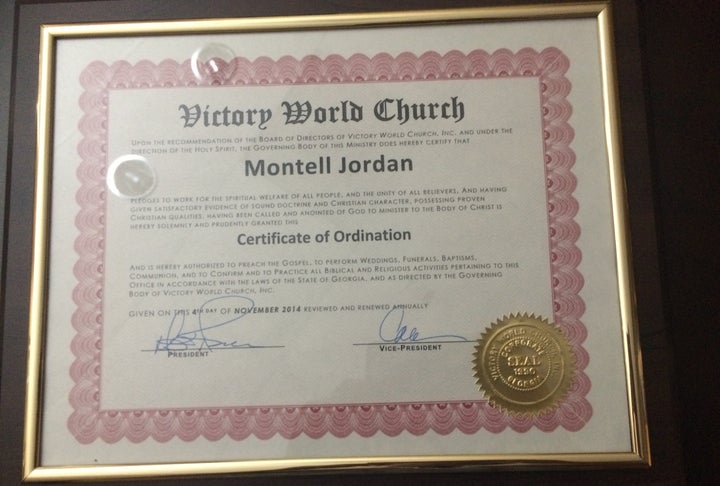 Victory World Church
Upon the recommendation of the Board of Directors of Victory World Church, Inc. and under the
direction of the Holy Spirit, the Governing Body of this Ministry does hereby certify that
Montell Jordan
pledges to work for the spiritual welfare of all people, and the unity of all believers. And having
given satisfactory evidence of sound doctrine and Christian character, possessing proven
Christian qualities, having been called and anointed of God to minister to the Body of Christ is
hereby solemnly and prudently granted this
Certificate of Ordination
And is hereby authorized to preach the Gospel, to perform Weddings, Funerals, Baptisms,
Communion, and to Confirm and to Practice all Biblical and Religious activities pertaining to this
Office in accordance with the laws of the State of Georgia, and as directed by the Governing
Body of Victory World Church, Inc.
Given on this 4th day of November 2014 reviewed and renewed annually
President
Vice-President
VICTORY WORLD CHURCH, INC.
CORPORATE
SEAL
1990
GEORGIA